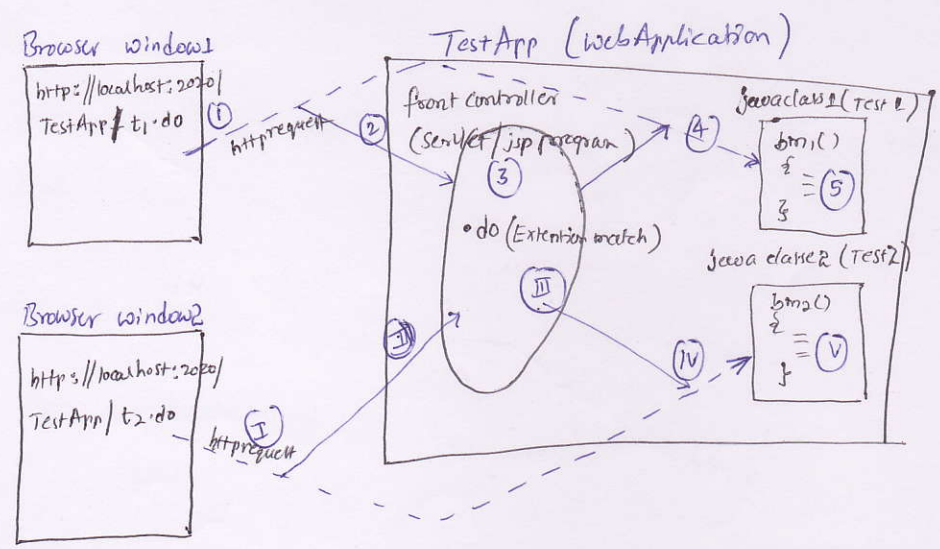 Browser window1
http://localhost:2020/
TestApp/t1.do
①
httprequest
②
TestApp (webApplication)
front controller
(servlet/jsp program)
③
.do (Extention match)
④
javaclass1 (Test1)
bm1()
{
⑤
}
Browser window2
http://localhost:2020/
TestApp/t2.do
I
httprequest
II
III
IV
java class2 (Test2)
bm2()
{
V
}